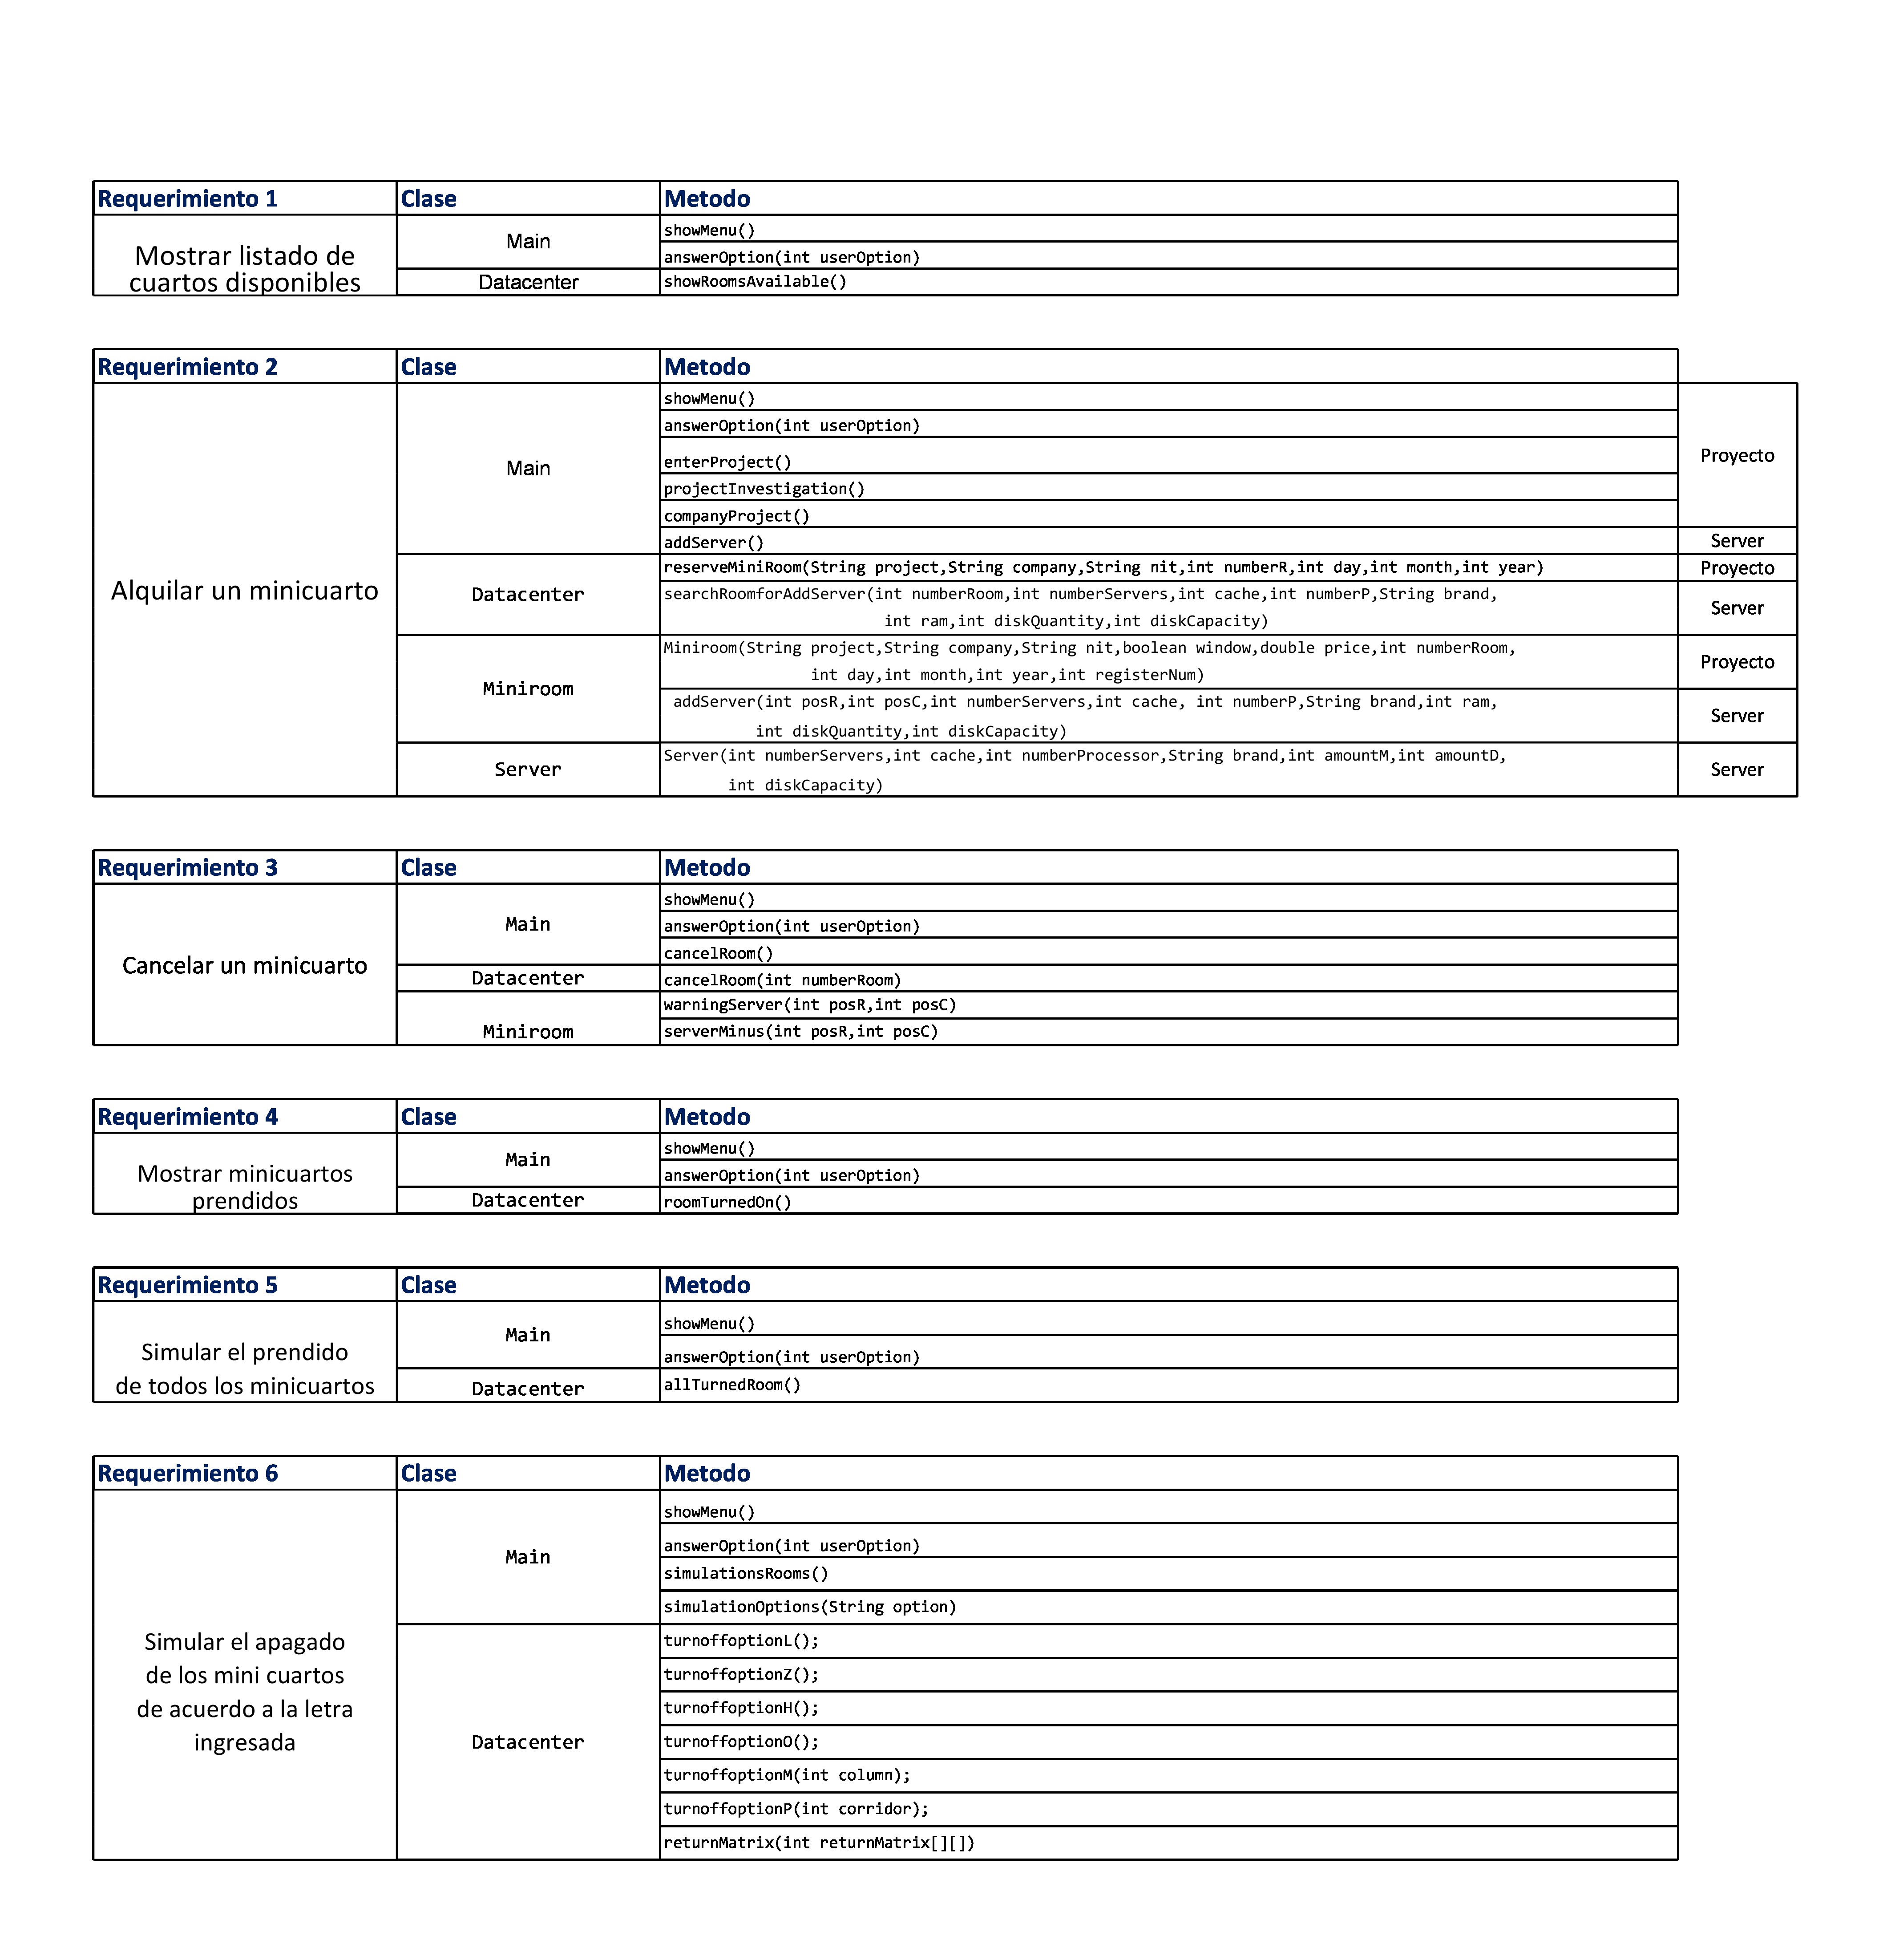 Requerimiento 1 Clase Metodo
Mostrar listado de
cuartos disponibles
Main
showMenu()
answerOption(int userOption)
Datacenter
showRoomsAvailable()
Requerimiento 2 Clase Metodo
Alquilar un minicuarto
Main
showMenu()
answerOption(int userOption)
enterProject()
projectInvestigation()
companyProject()
Proyecto
addServer()
Server
Datacenter
reserveMiniRoom(String project,String company,String nit,int numberR,int day,int month,int year)
Proyecto
searchRoomforAddServer(int numberRoom,int numberServers,int cache,int numberP,String brand,
int ram,int diskQuantity,int diskCapacity)
Server
Miniroom
Miniroom(String project,String company,String nit,boolean window,double price,int numberRoom,
int day,int month,int year,int registerNum)
Proyecto
addServer(int posR,int posC,int numberServers,int cache, int numberP,String brand,int ram,
int diskQuantity,int diskCapacity)
Server
Server
Server(int numberServers,int cache,int numberProcessor,String brand,int amountM,int amountD,
int diskCapacity)
Server
Requerimiento 3 Clase Metodo
Cancelar un minicuarto
Main
showMenu()
answerOption(int userOption)
cancelRoom()
Datacenter
cancelRoom(int numberRoom)
Miniroom
warningServer(int posR,int posC)
serverMinus(int posR,int posC)
Requerimiento 4 Clase Metodo
Mostrar minicuartos
prendidos
Main
showMenu()
answerOption(int userOption)
Datacenter
roomTurnedOn()
Requerimiento 5 Clase Metodo
Simular el prendido
de todos los minicuartos
Main
showMenu()
answerOption(int userOption)
Datacenter
allTurnedRoom()
Requerimiento 6 Clase Metodo
Simular el apagado
de los mini cuartos
de acuerdo a la letra
ingresada
Main
showMenu()
answerOption(int userOption)
simulationsRooms()
simulationOptions(String option)
Datacenter
turnoffoptionL();
turnoffoptionZ();
turnoffoptionH();
turnoffoptionO();
turnoffoptionM(int column);
turnoffoptionP(int corridor);
returnMatrix(int returnMatrix[][])